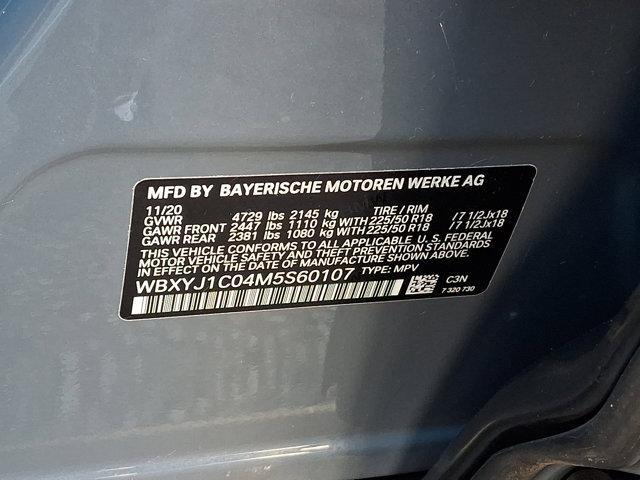 MFD BY BAYERISCHE MOTOREN WERKE AG
11/20 TIRE / RIM
GVWR 4729 lbs 2145 kg
GAWR FRONT 2447 lbs 1110 kg WITH 225/50 R18 /7 1/2Jx18
GAWR REAR 2381 lbs 1080 kg WITH 225/50 R18 /7 1/2Jx18
THIS VEHICLE CONFORMS TO ALL APPLICABLE U. S. FEDERAL
MOTOR VEHICLE SAFETY AND THEFT PREVENTION STANDARDS
IN EFFECT ON THE DATE OF MANUFACTURE SHOWN ABOVE.
WBXYJ1C04M5S60107 TYPE: MPV
C3N
7 320 730